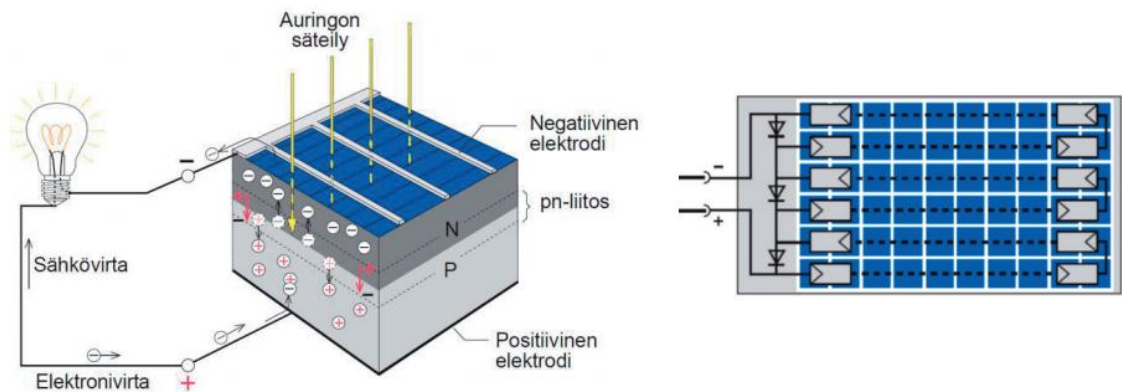 Auringon
säteily
Negatiivinen
elektrodi
pn-liitos
N
P
Sähkövirta
Positiivinen
elektrodi
Elektronivirta
+
-
+